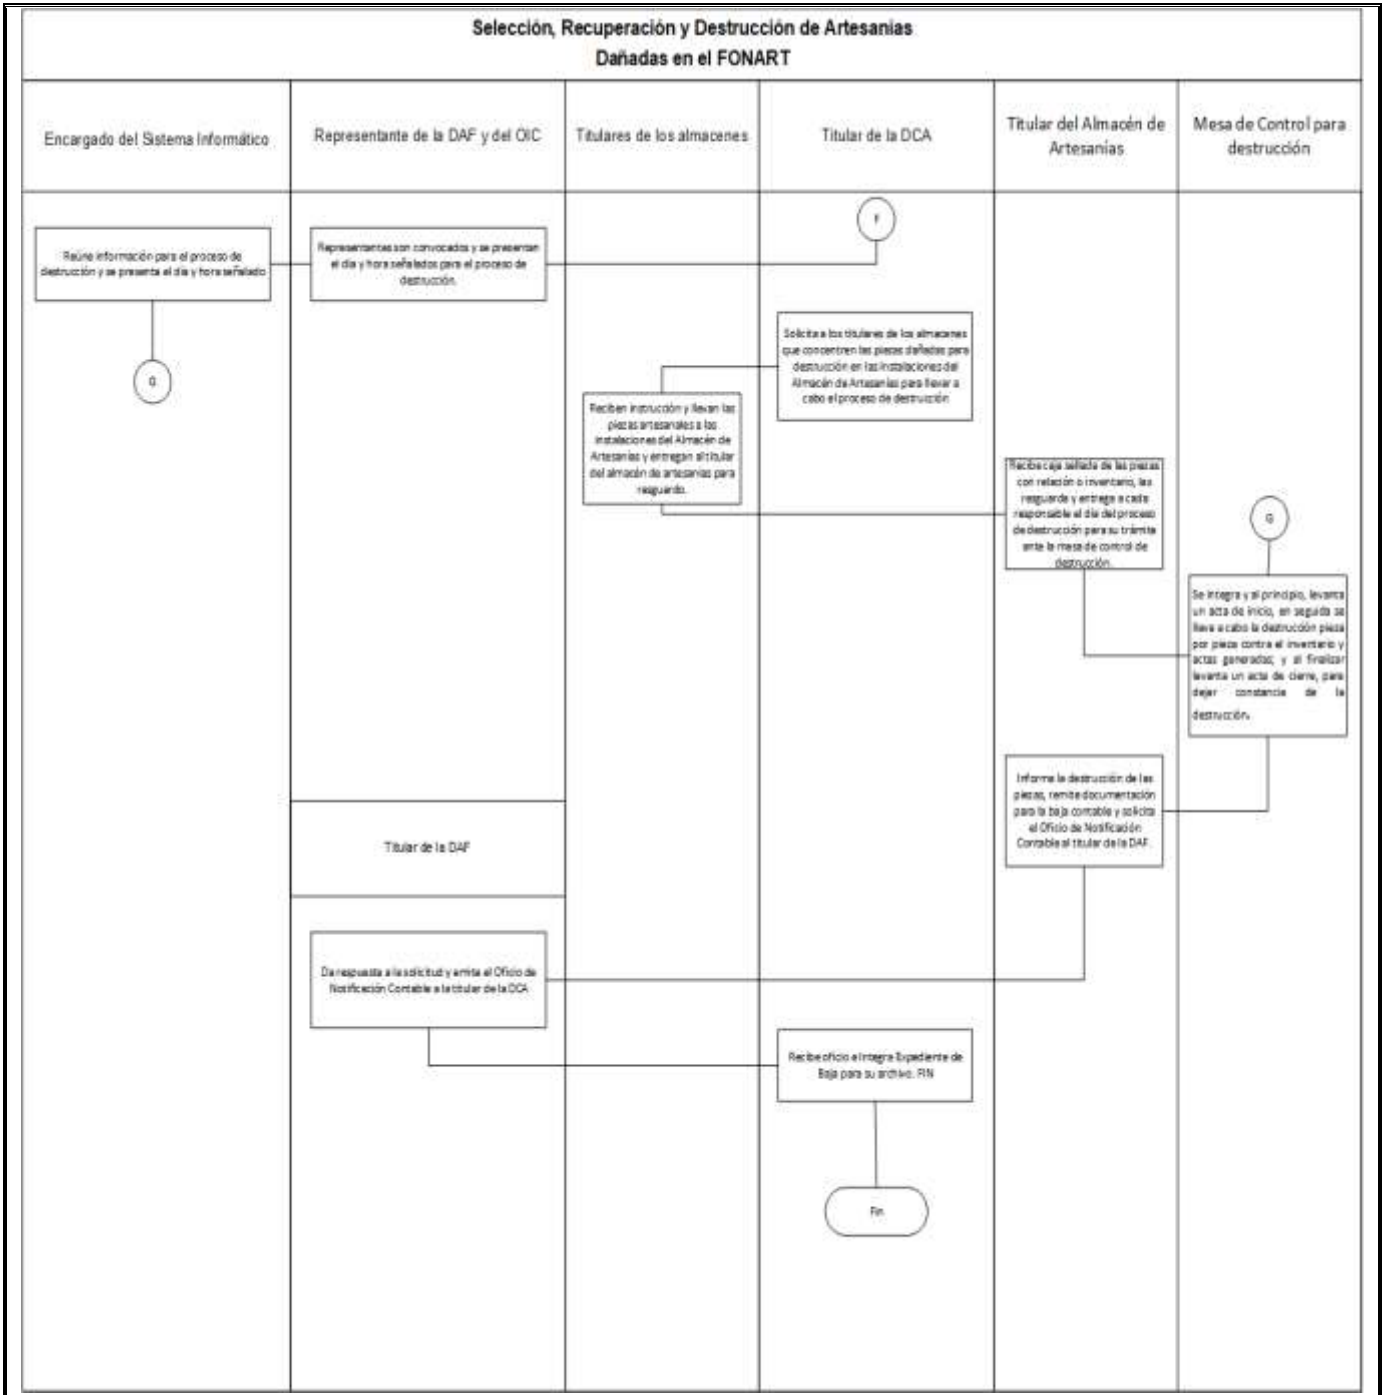 Selección, Recuperación y Destrucción de Artesanías
Dañadas en el FONART
Encargado del Sistema Informático
Representante de la DAF y del OIC
Titulares de los almacenes
Titular de la DCA
Titular del Almacén de
Artesanías
Mesa de Control para
destrucción
F
Reúne información para el proceso de
destrucción y se presenta el día y hora señalado
Representantes son convocados y se presentan
el día y hora señalados para el proceso de
destrucción.
G
Solicita a los titulares de los almacenes
que concentren las piezas dañadas para
destrucción en las instalaciones del
Almacén de Artesanías para llevar a
cabo el proceso de destrucción
Reciben instrucción y llevan las
piezas artesanales a las
instalaciones del Almacén de
Artesanías y entregan al titular
del almacén de artesanías para
resguardo.
Recibe caja sellada de las piezas
con relación o inventario, las
resguarda y entrega a cada
responsable el día del proceso
de destrucción para su trámite
ante la mesa de control de
destrucción.
G
Se integra y al principio, levanta
un acta de inicio, en seguida se
lleva a cabo la destrucción pieza
por pieza contra el inventario y
actas generadas; y al finalizar
levanta un acta de cierre, para
dejar constancia de la
destrucción.
Informa la destrucción de las
piezas, remite documentación
para la baja contable y solicita
el Oficio de Notificación
Contable al titular de la DAF.
Titular de la DAF
Da respuesta a la solicitud y emite el Oficio de
Notificación Contable a la titular de la DCA
Recibe oficio e Integra Expediente de
Baja para su archivo. FIN
Fin